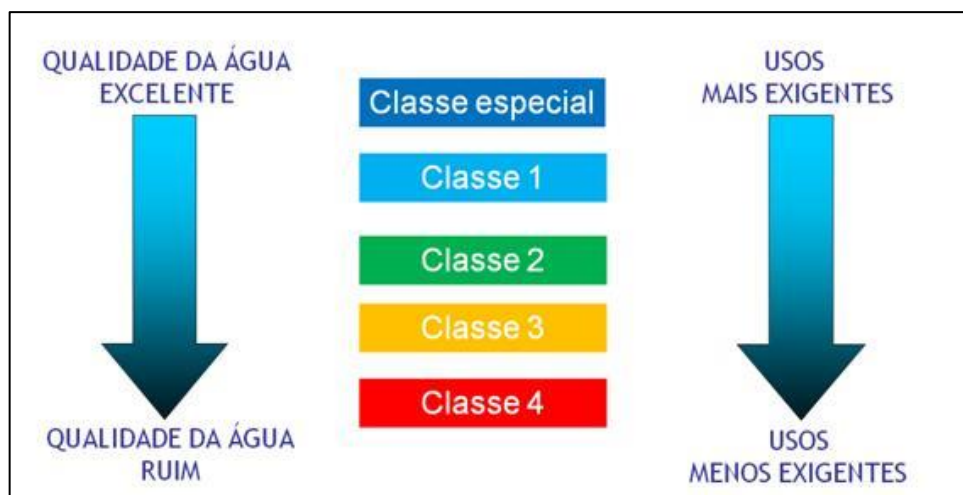 QUALIDADE DA ÁGUA
EXCELENTE
USOS
MAIS EXIGENTES
Classe especial
Classe 1
Classe 2
Classe 3
Classe 4
QUALIDADE DA ÁGUA
RUIM
USOS
MENOS EXIGENTES